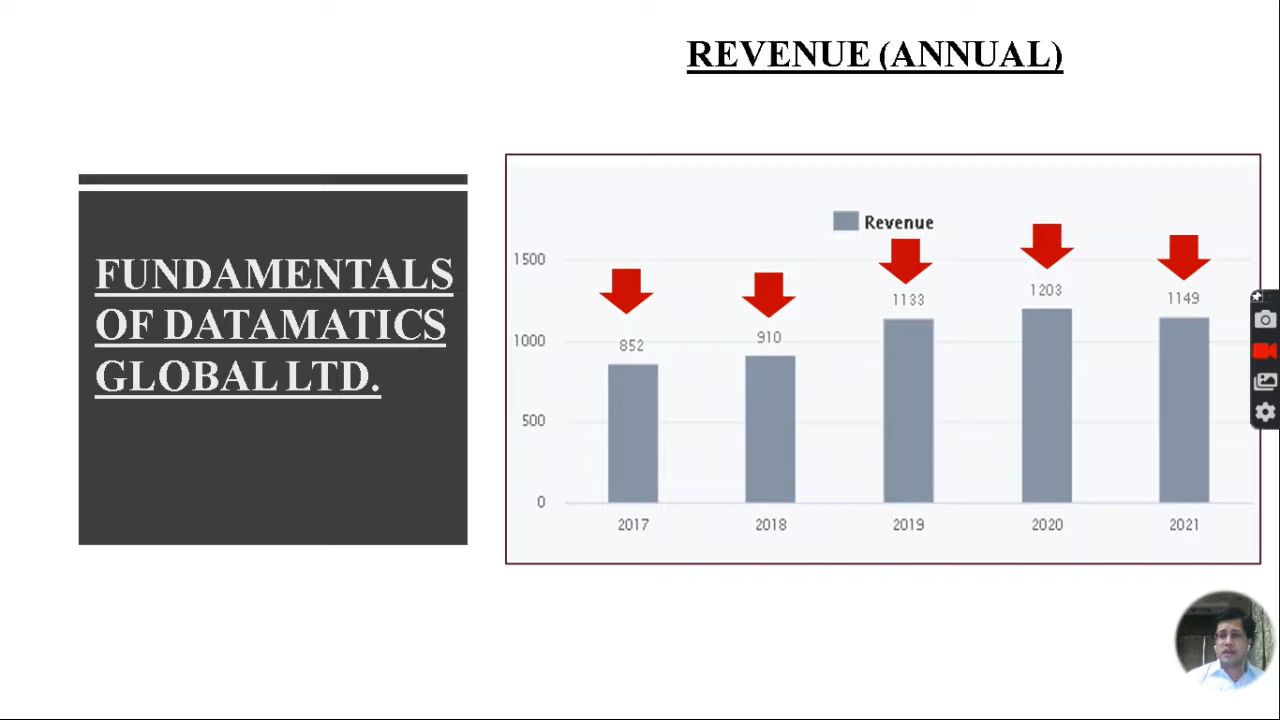 REVENUE (ANNUAL)
FUNDAMENTALS
OF DATAMATICS
GLOBAL LTD.
Revenue
1500
1000
500
0
852
910
1133
1203
1149
2017
2018
2019
2020
2021